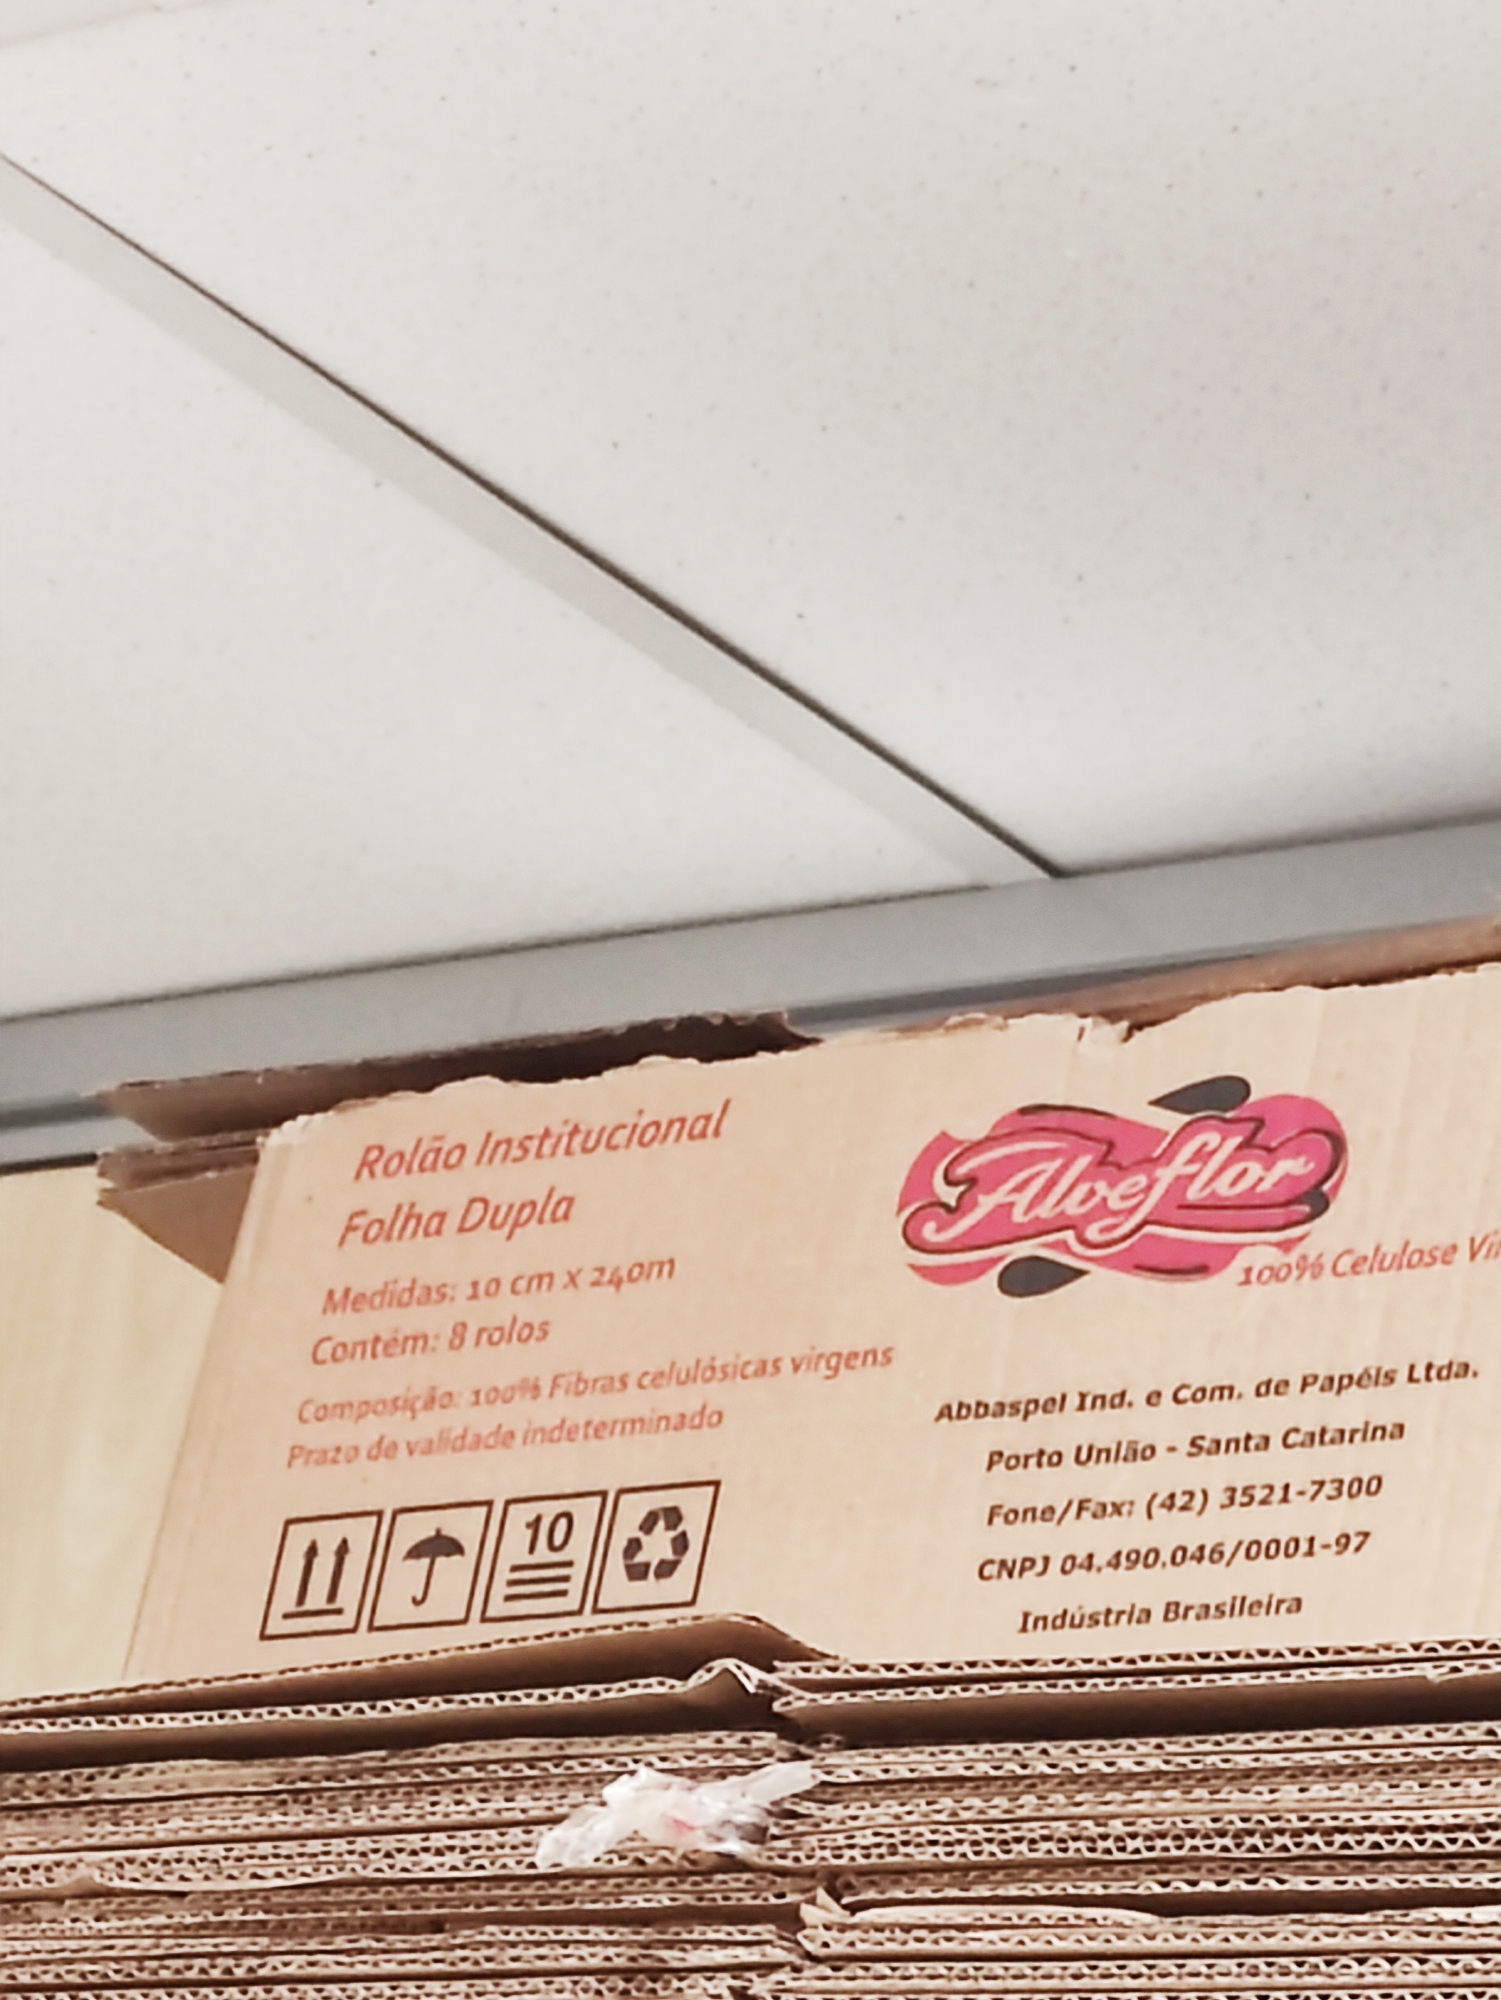 Rolão Institucional
Folha Dupla
Medidas: 10 cm x 240m
Contém: 8 rolos
Composição: 100% Fibras celulósicas virgens
Prazo de validade indeterminado
10
Alveflor
100% Celulose
Abbaspel Ind. e Com. de Papéis Ltda.
Porto União - Santa Catarina
Fone/Fax: (42) 3521-7300
CNPJ 04.490.046/0001-97
Indústria Brasileira